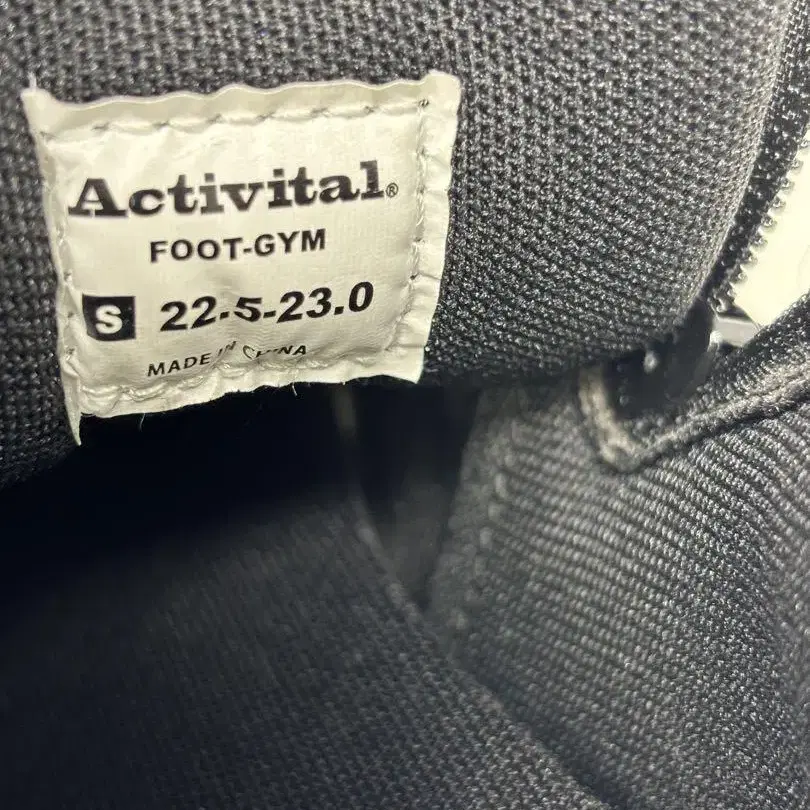 Activital®
FOOT-GYM
S 22.5-23.0
MADE IN CHINA